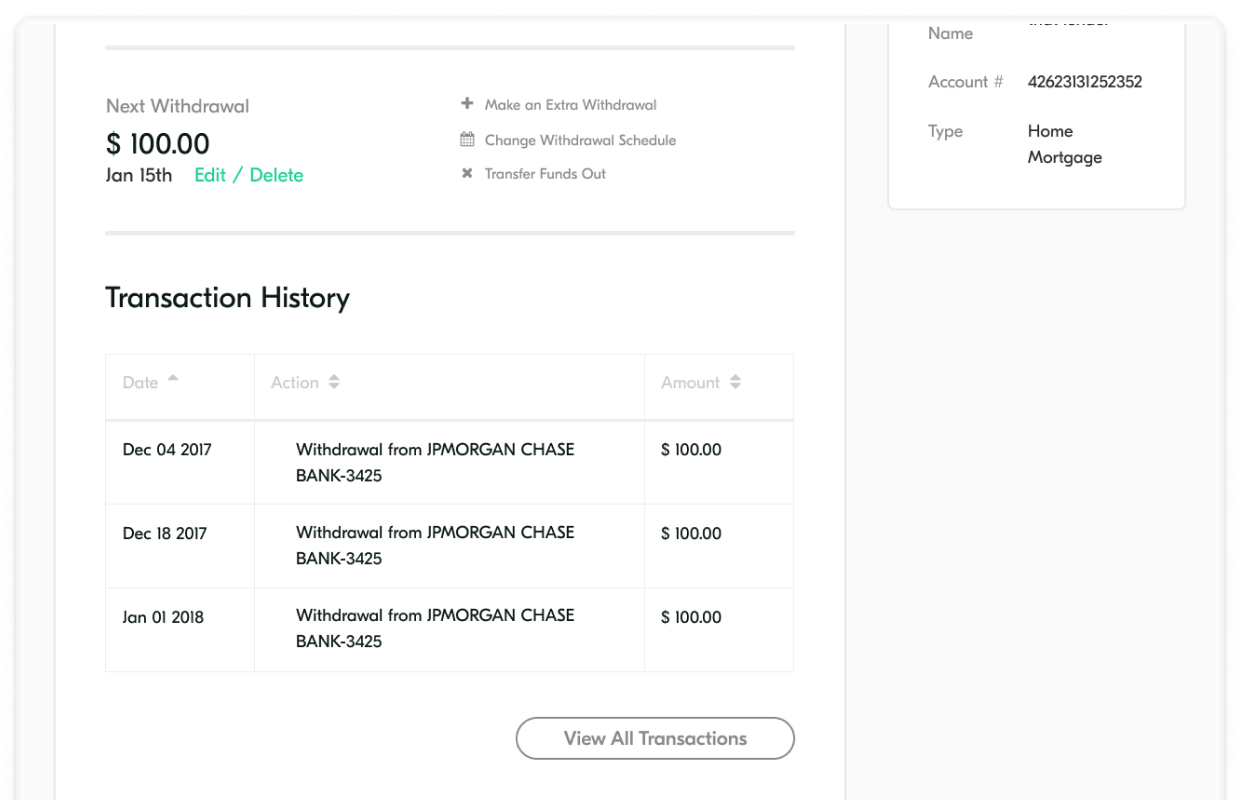 Name
Account # 42623131252352
Type Home
Mortgage
Next Withdrawal
$ 100.00
Jan 15th Edit / Delete
Make an Extra Withdrawal
Change Withdrawal Schedule
Transfer Funds Out
Transaction History
Date Action Amount
Dec 04 2017 Withdrawal from JPMORGAN CHASE $ 100.00
BANK-3425
Dec 18 2017 Withdrawal from JPMORGAN CHASE $ 100.00
BANK-3425
Jan 01 2018 Withdrawal from JPMORGAN CHASE $ 100.00
BANK-3425
View All Transactions